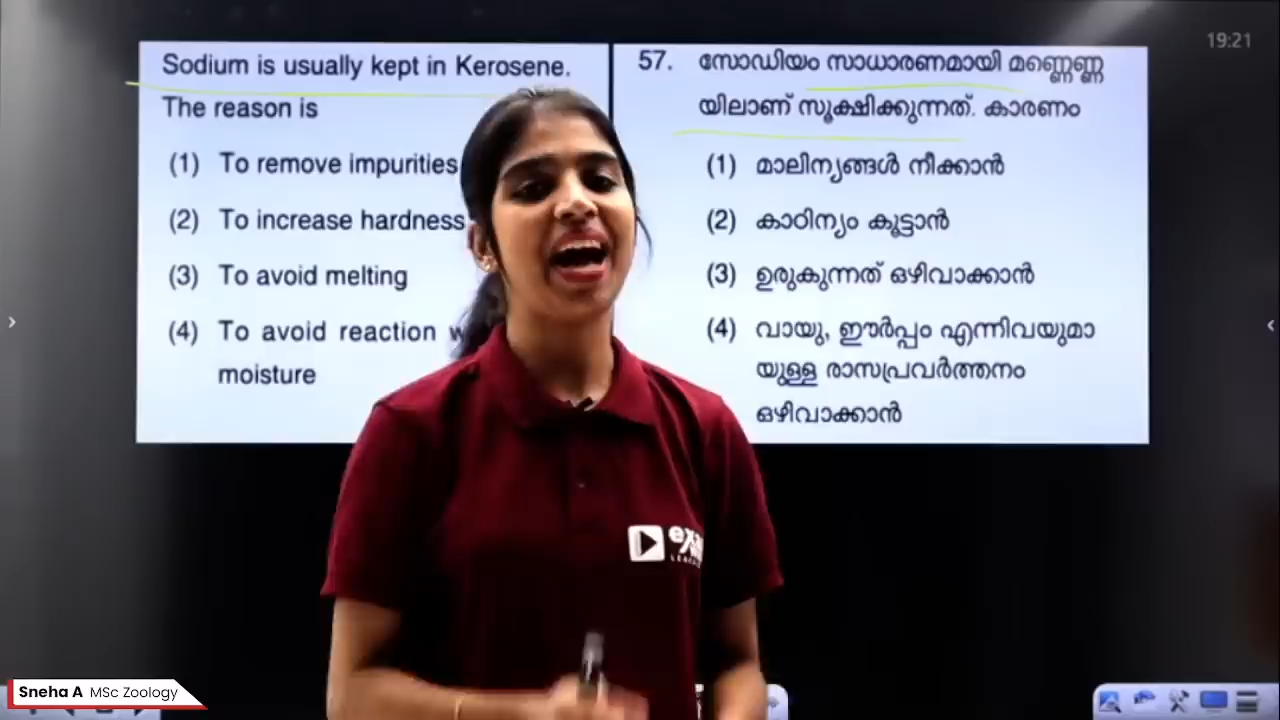 19:21
Sodium is usually kept in Kerosene.
The reason is
(1) To remove impurities
(2) To increase hardness
(3) To avoid melting
(4) To avoid reaction
moisture
57. സോഡിയം സാധാരണമായി മണ്ണെണ്ണ
യിലാണ് സൂക്ഷിക്കുന്നത്. കാരണം
(1) മാലിന്യങ്ങൾ നീക്കാൻ
(2) കാഠിന്യം കൂട്ടാൻ
(3) ഉരുകുന്നത് ഒഴിവാക്കാൻ
(4) വായു, ഈർപ്പം എന്നിവയുമാ
യുള്ള രാസപ്രവർത്തനം
ഒഴിവാക്കാൻ
Sneha A MSc Zoology